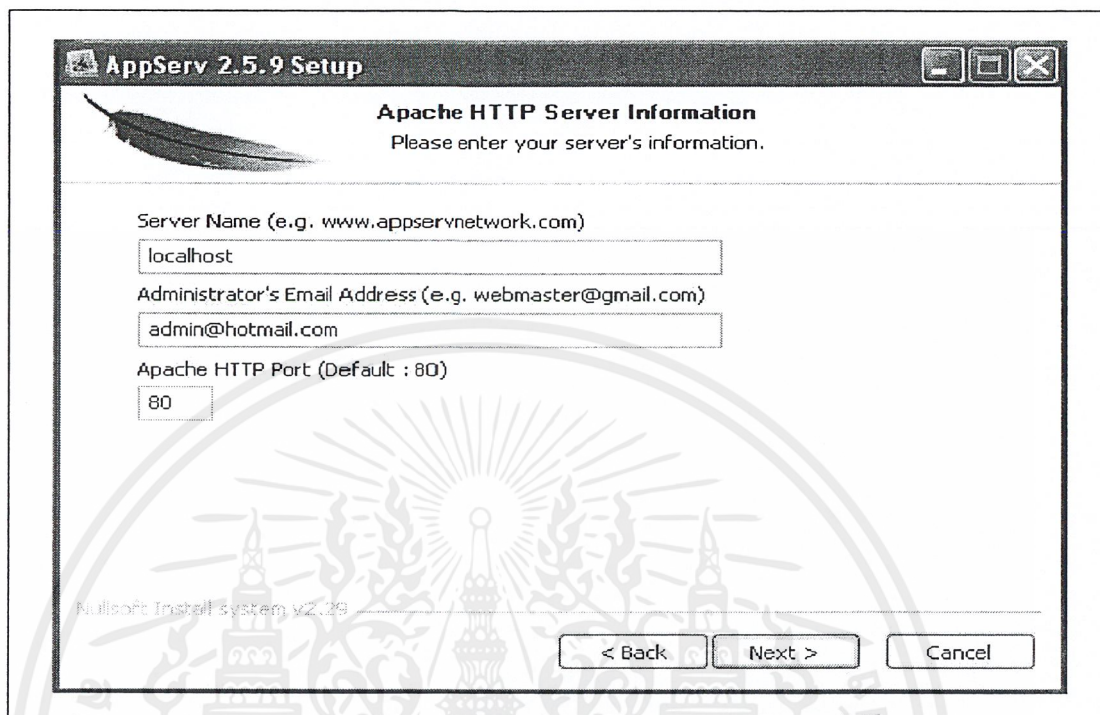 AppServ 2.5.9 Setup
Apache HTTP Server Information
Please enter your server's information.
Server Name (e.g. www.appservnetwork.com)
localhost
Administrator's Email Address (e.g. webmaster@gmail.com)
admin@hotmail.com
Apache HTTP Port (Default : 80)
80
Nullsoft Install system v2.29
< Back
Next >
Cancel